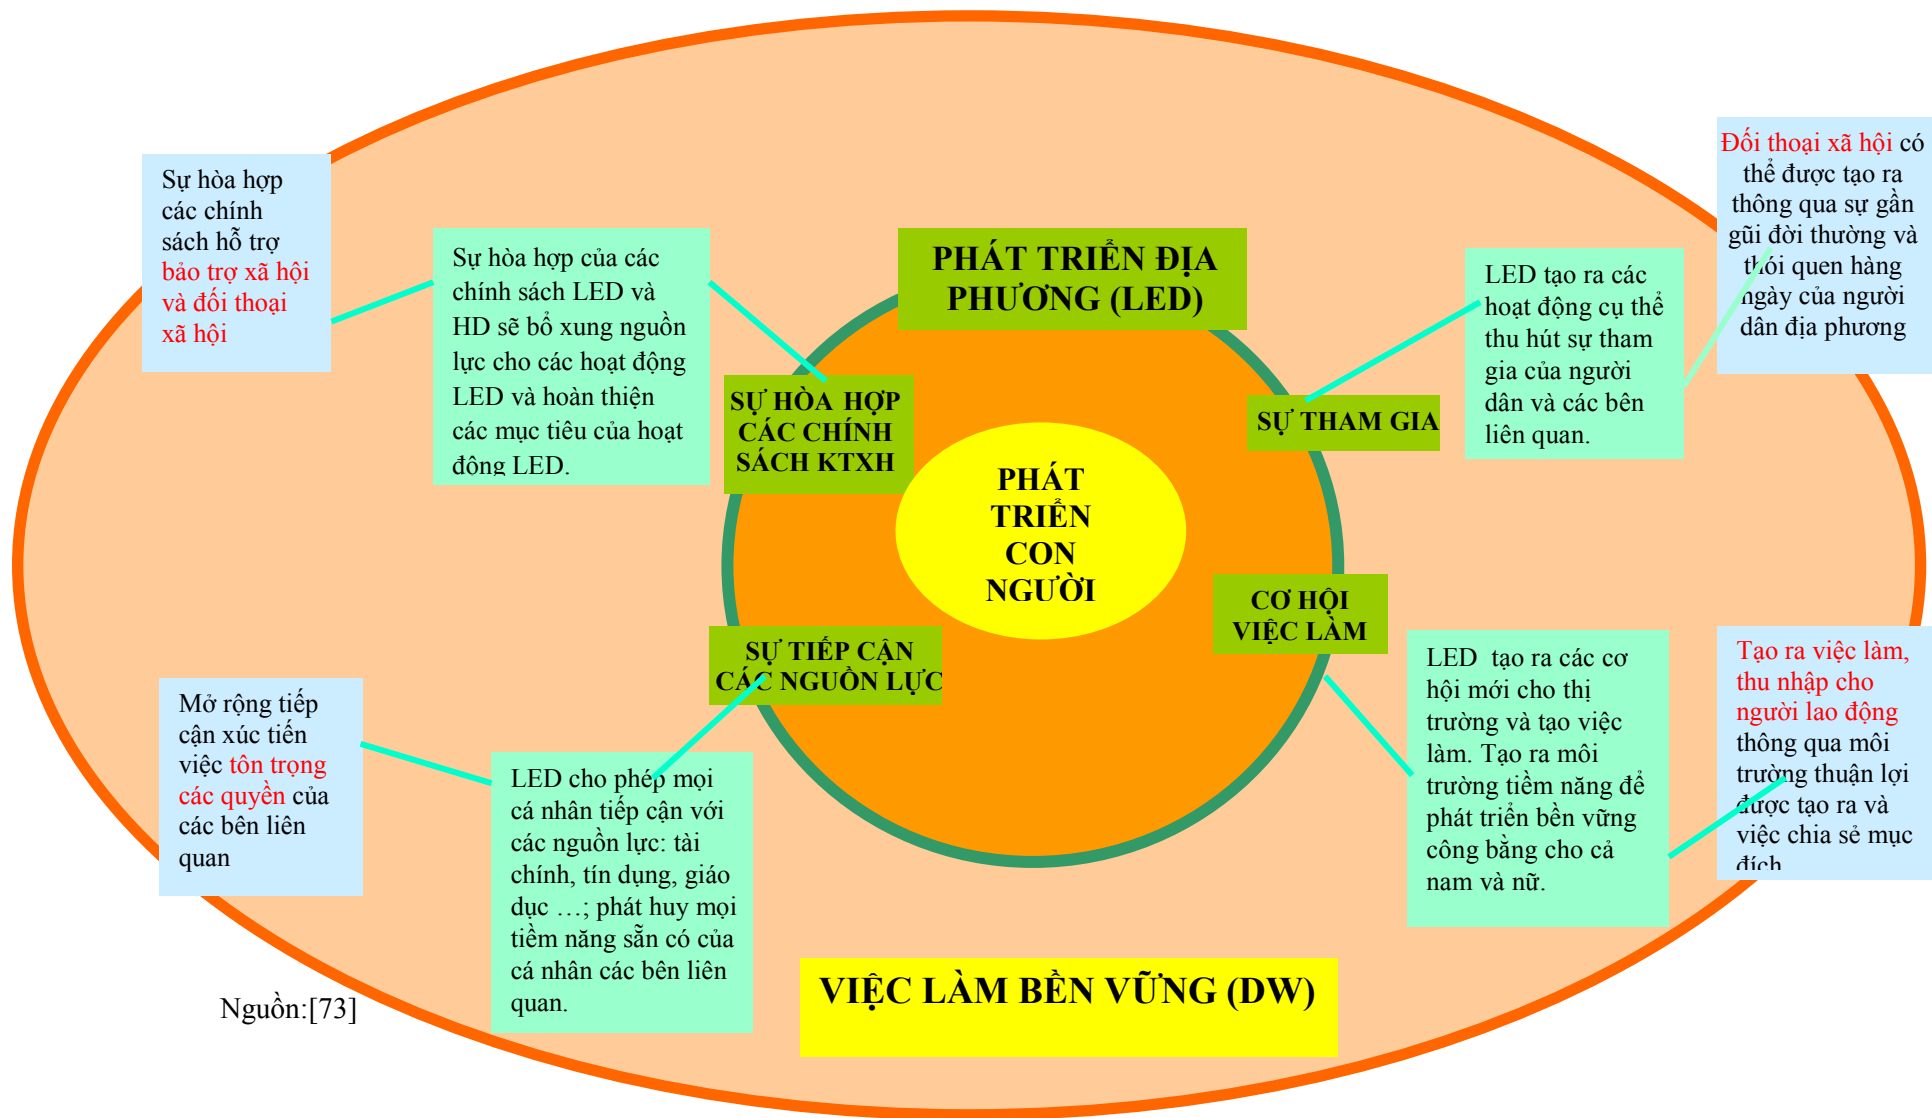 Sự hòa hợp
các chính
sách hỗ trợ
bảo trợ xã hội
và đối thoại
xã hội
Sự hòa hợp của các
chính sách LED và
HD sẽ bổ xung nguồn
lực cho các hoạt động
LED và hoàn thiện
các mục tiêu của hoạt
động LED.
PHÁT TRIỂN ĐỊA
PHƯƠNG (LED)
LED tạo ra các
hoạt động cụ thể
thu hút sự tham
gia của người
dân và các bên
liên quan.
Đối thoại xã hội có
thể được tạo ra
thông qua sự gần
gũi đời thường và
thói quen hàng
ngày của người
dân địa phương
SỰ HÒA HỢP
CÁC CHÍNH
SÁCH KTXH
SỰ THAM GIA
PHÁT
TRIỂN
CON
NGƯỜI
CƠ HỘI
VIỆC LÀM
SỰ TIẾP CẬN
CÁC NGUỒN LỰC
Mở rộng tiếp
cận xúc tiến
việc tôn trọng
các quyền của
các bên liên
quan
LED cho phép mọi
cá nhân tiếp cận với
các nguồn lực: tài
chính, tín dụng, giáo
dục …; phát huy mọi
tiềm năng sẵn có của
cá nhân các bên liên
quan.
LED  tạo ra các cơ
hội mới cho thị
trường và tạo việc
làm. Tạo ra môi
trường tiềm năng để
phát triển bền vững
công bằng cho cả
nam và nữ.
Tạo ra việc làm,
thu nhập cho
người lao động
thông qua môi
trường thuận lợi
được tạo ra và
việc chia sẻ mục
đích
VIỆC LÀM BỀN VỮNG (DW)
Nguồn:[73]